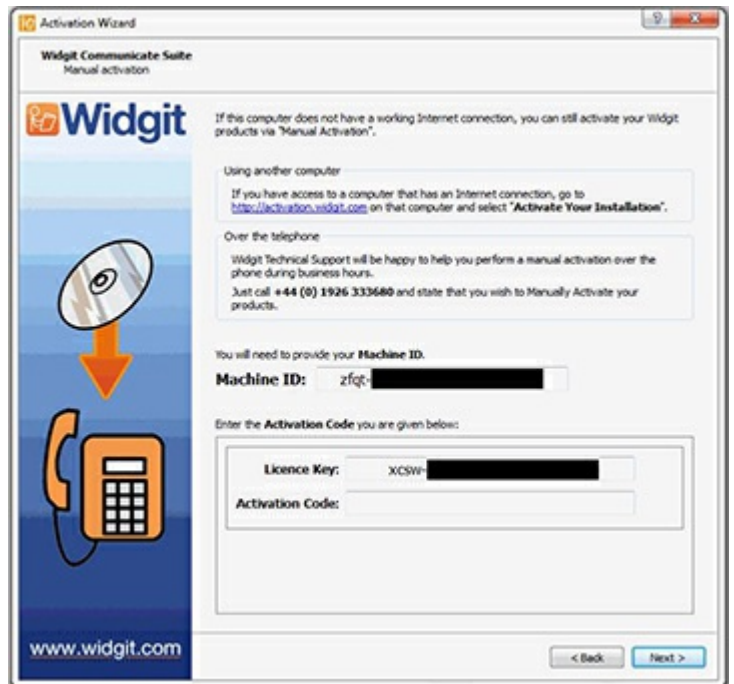 Activation Wizard
Widgit Communicate Suite
Manual activation
Widgit
If this computer does not have a working Internet connection, you can still activate your Widgit
products via "Manual Activation".
Using another computer
If you have access to a computer that has an Internet connection, go to
http://activation.widgit.com on that computer and select "Activate Your Installation".
Over the telephone
Widgit Technical Support will be happy to help you perform a manual activation over the
phone during business hours.
Just call +44 (0) 1926 333680 and state that you wish to Manually Activate your
products.
You will need to provide your Machine ID.
Machine ID: zfqt-
Enter the Activation Code you are given below:
Licence Key: xcsw-
Activation Code:
www.widgit.com
< Back Next >